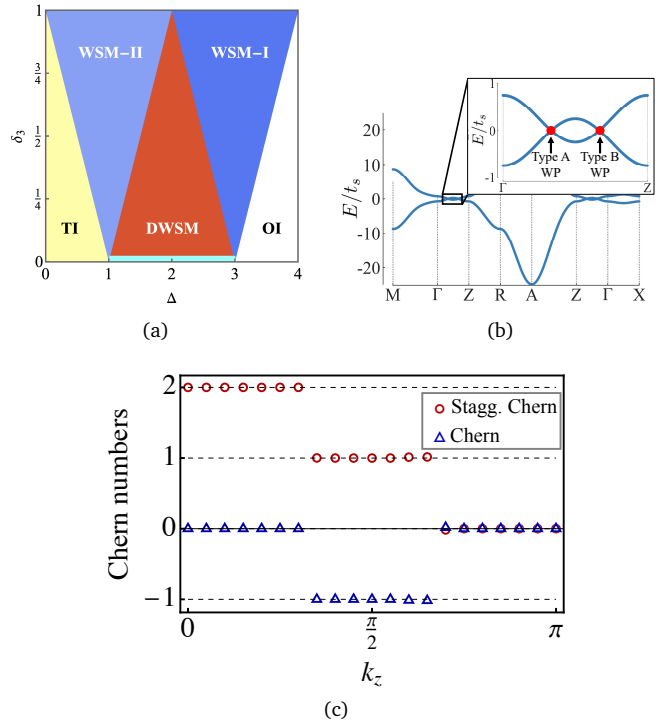 1
3/4
1/2
1/4
0
δ₃
WSM-II
WSM-I
TI
DWSM
OI
0 1 2 3 4
Δ
(a)
20
10
0
-10
-20
E/tₛ
M Γ Z R A Z Γ X
1
0
-1
E/tₛ
Type A
WP
Type B
WP
Γ Z
(b)
2
1
0
−1
Chern numbers
Stagg. Chern
Chern
0 π/2 π
k_z
(c)